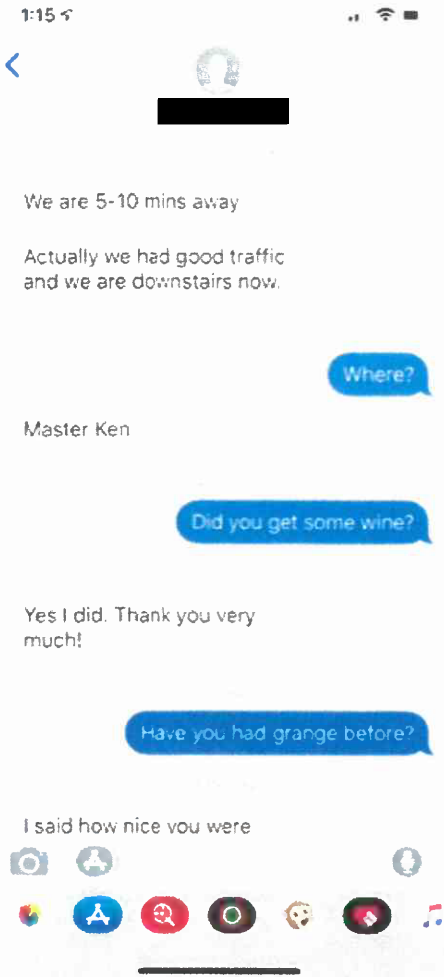 1:15
We are 5-10 mins away
Actually we had good traffic
and we are downstairs now.
Where?
Master Ken
Did you get some wine?
Yes I did. Thank you very
much!
Have you had grange before?
I said how nice you were